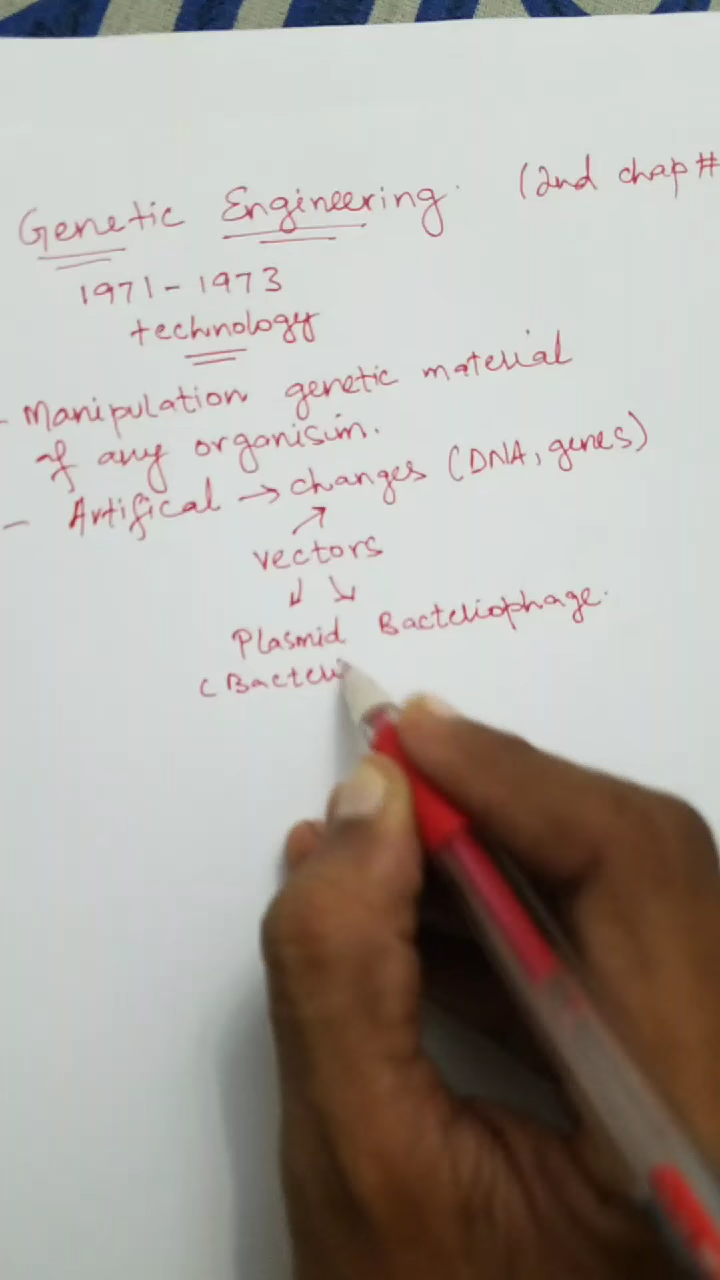 Genetic Engineering. (2nd chap #
1971 - 1973
technology
- Manipulation genetic material
of any organisim.
- Artifical → changes (DNA, genes)
vectors
Plasmid Bacteriophage.
(Bacteri